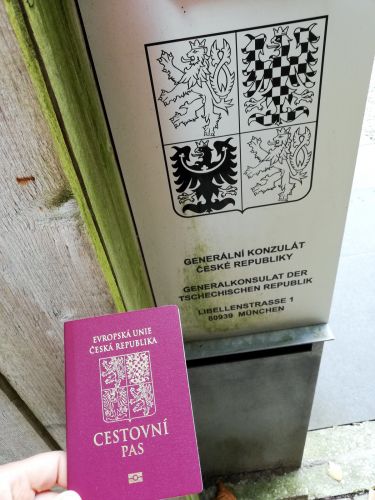 GENERÁLNÍ KONZULÁT
ČESKÉ REPUBLIKY
GENERALKONSULAT DER
TSCHECHISCHEN REPUBLIK
LIBELLENSTRASSE 1
80939 MÜNCHEN
EVROPSKÁ UNIE
ČESKÁ REPUBLIKA
CESTOVNÍ
PAS